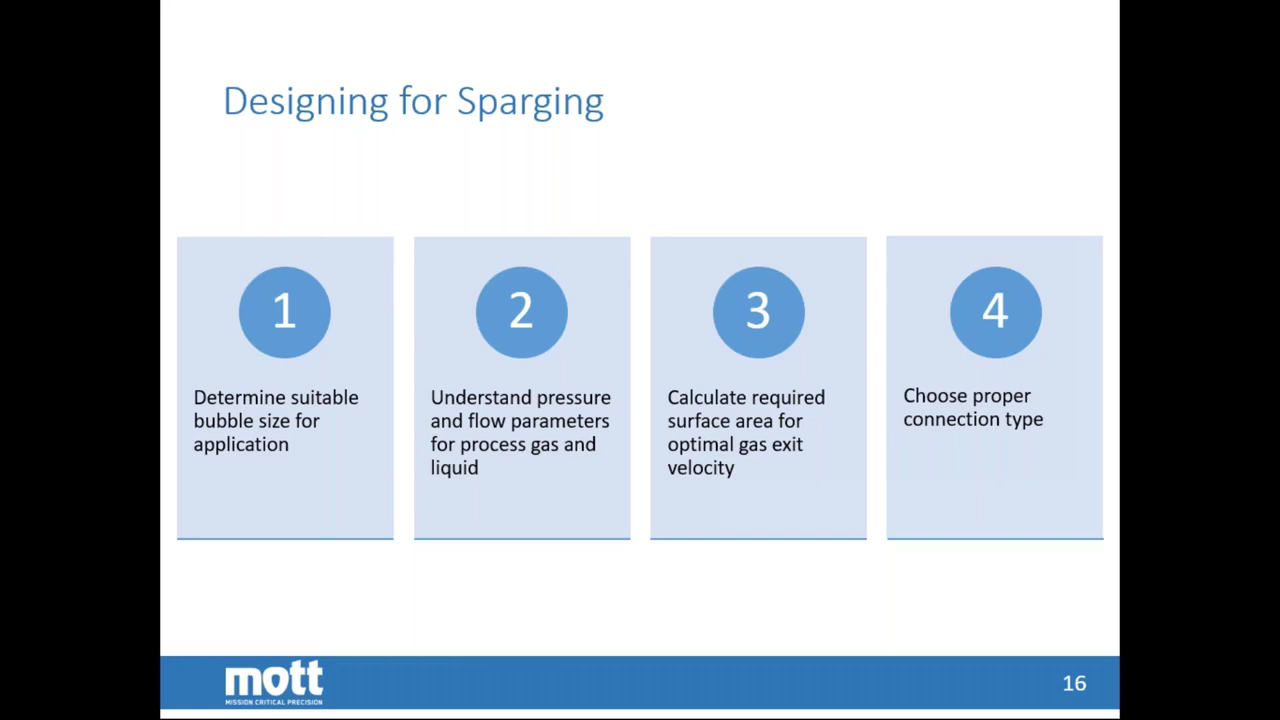 Designing for Sparging
1
Determine suitable
bubble size for
application
2
Understand pressure
and flow parameters
for process gas and
liquid
3
Calculate required
surface area for
optimal gas exit
velocity
4
Choose proper
connection type
mott
MISSION CRITICAL PRECISION
16